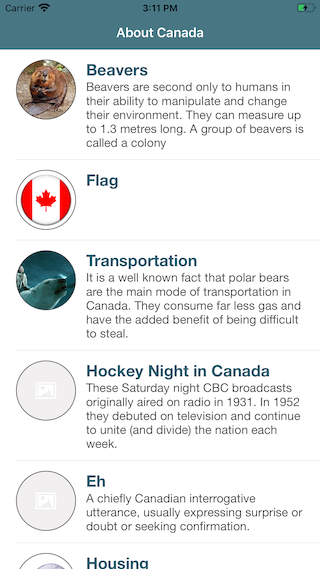 Carrier 3:11 PM
About Canada
Beavers
Beavers are second only to humans in
their ability to manipulate and change
their environment. They can measure up
to 1.3 metres long. A group of beavers is
called a colony
Flag
Transportation
It is a well known fact that polar bears
are the main mode of transportation in
Canada. They consume far less gas and
have the added benefit of being difficult
to steal.
Hockey Night in Canada
These Saturday night CBC broadcasts
originally aired on radio in 1931. In 1952
they debuted on television and continue
to unite (and divide) the nation each
week.
Eh
A chiefly Canadian interrogative
utterance, usually expressing surprise or
doubt or seeking confirmation.
Housing